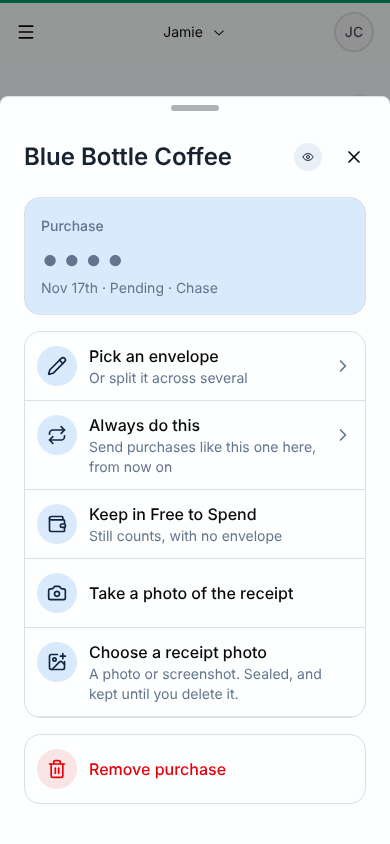 Jamie
JC
Blue Bottle Coffee
Purchase
Nov 17th · Pending · Chase
Pick an envelope
Or split it across several
Always do this
Send purchases like this one here,
from now on
Keep in Free to Spend
Still counts, with no envelope
Take a photo of the receipt
Choose a receipt photo
A photo or screenshot. Sealed, and
kept until you delete it.
Remove purchase